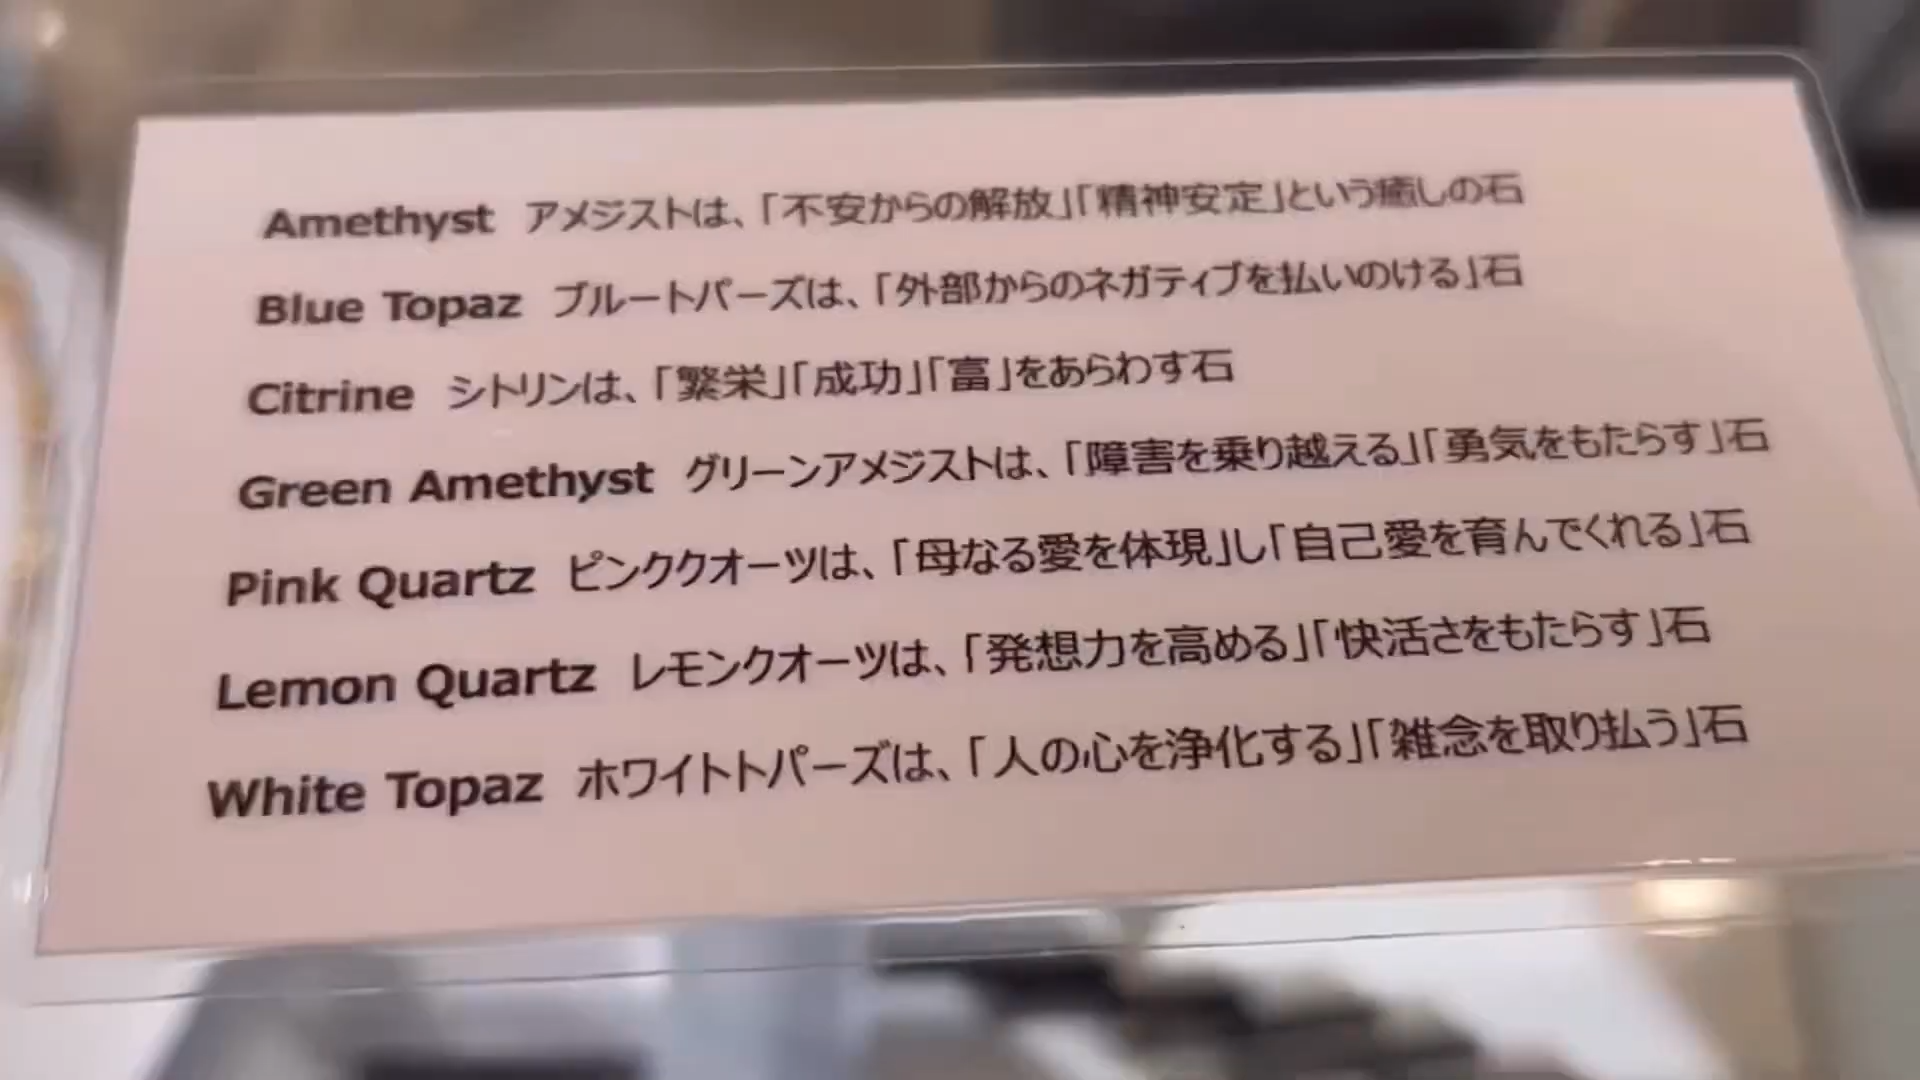 Amethyst アメジストは、「不安からの解放」「精神安定」という癒しの石
Blue Topaz ブルートパーズは、「外部からのネガティブを払いのける」石
Citrine シトリンは、「繁栄」「成功」「富」をあらわす石
Green Amethyst グリーンアメジストは、「障害を乗り越える」「勇気をもたらす」石
Pink Quartz ピンククオーツは、「母なる愛を体現」し「自己愛を育んでくれる」石
Lemon Quartz レモンクオーツは、「発想力を高める」「快活さをもたらす」石
White Topaz ホワイトトパーズは、「人の心を浄化する」「雑念を取り払う」石